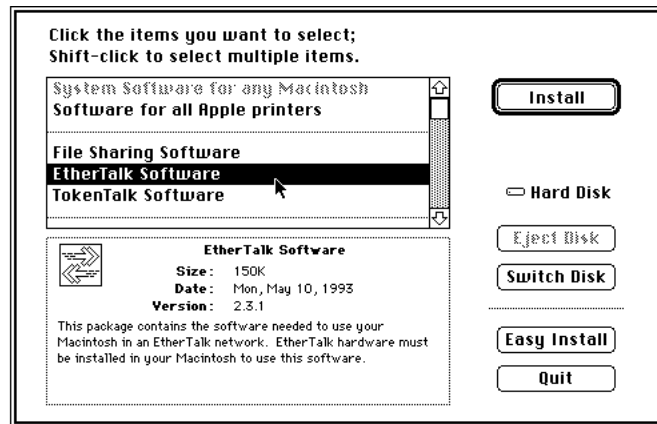 Click the items you want to select;
Shift-click to select multiple items.
System Software for any Macintosh
Software for all Apple printers
File Sharing Software
EtherTalk Software
TokenTalk Software
EtherTalk Software
Size: 150K
Date: Mon, May 10, 1993
Version: 2.3.1
This package contains the software needed to use your
Macintosh in an EtherTalk network. EtherTalk hardware must
be installed in your Macintosh to use this software.
Install
Hard Disk
Eject Disk
Switch Disk
Easy Install
Quit